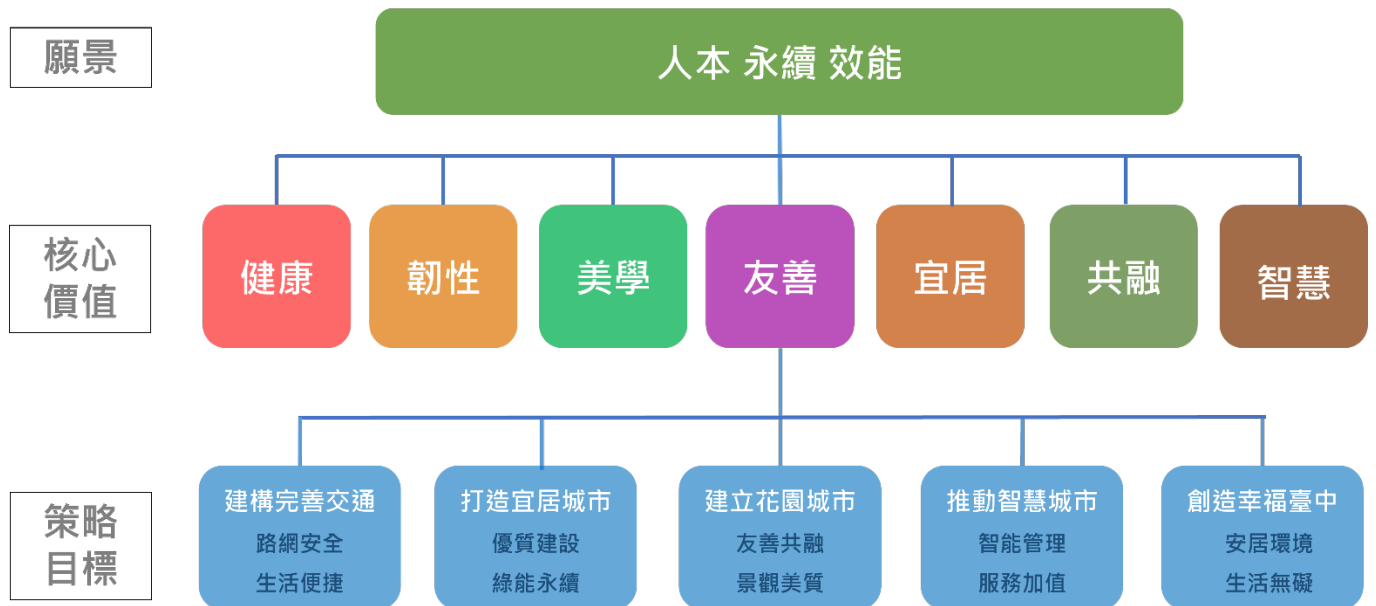 願景
人本 永續 效能
核心
價值
健康
韌性
美學
友善
宜居
共融
智慧
策略
目標
建構完善交通
路網安全
生活便捷
打造宜居城市
優質建設
綠能永續
建立花園城市
友善共融
景觀美質
推動智慧城市
智能管理
服務加值
創造幸福臺中
安居環境
生活無礙